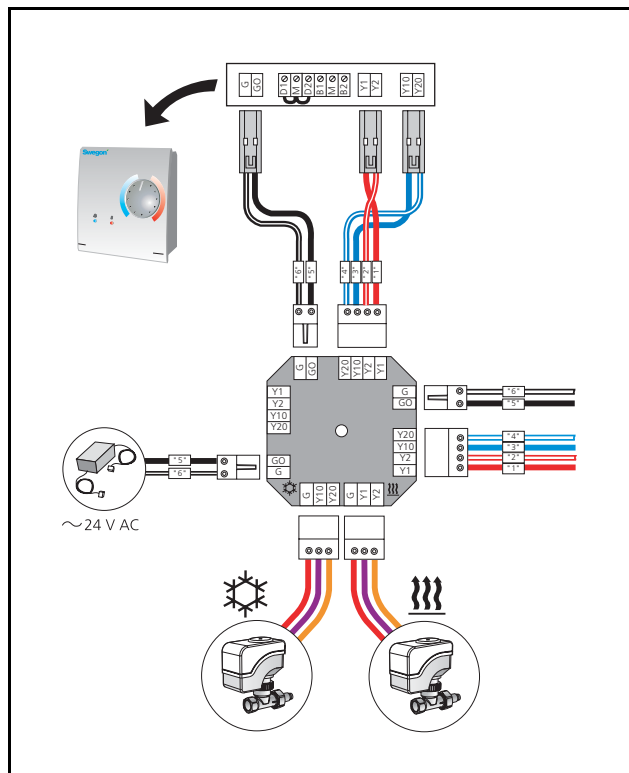 G
GO
D1
M
D2
B1
M
B2
Y1
Y2
Y10
Y20
Swegon
"6"
"5"
"4"
"3"
"2"
"1"
G
GO
Y20
Y10
Y2
Y1
Y1
Y2
Y10
Y20
G
GO
"6"
"5"
Y20
Y10
Y2
Y1
"4"
"3"
"2"
"1"
GO
G
"5"
"6"
~24 V AC
G
Y10
Y20
G
Y1
Y2